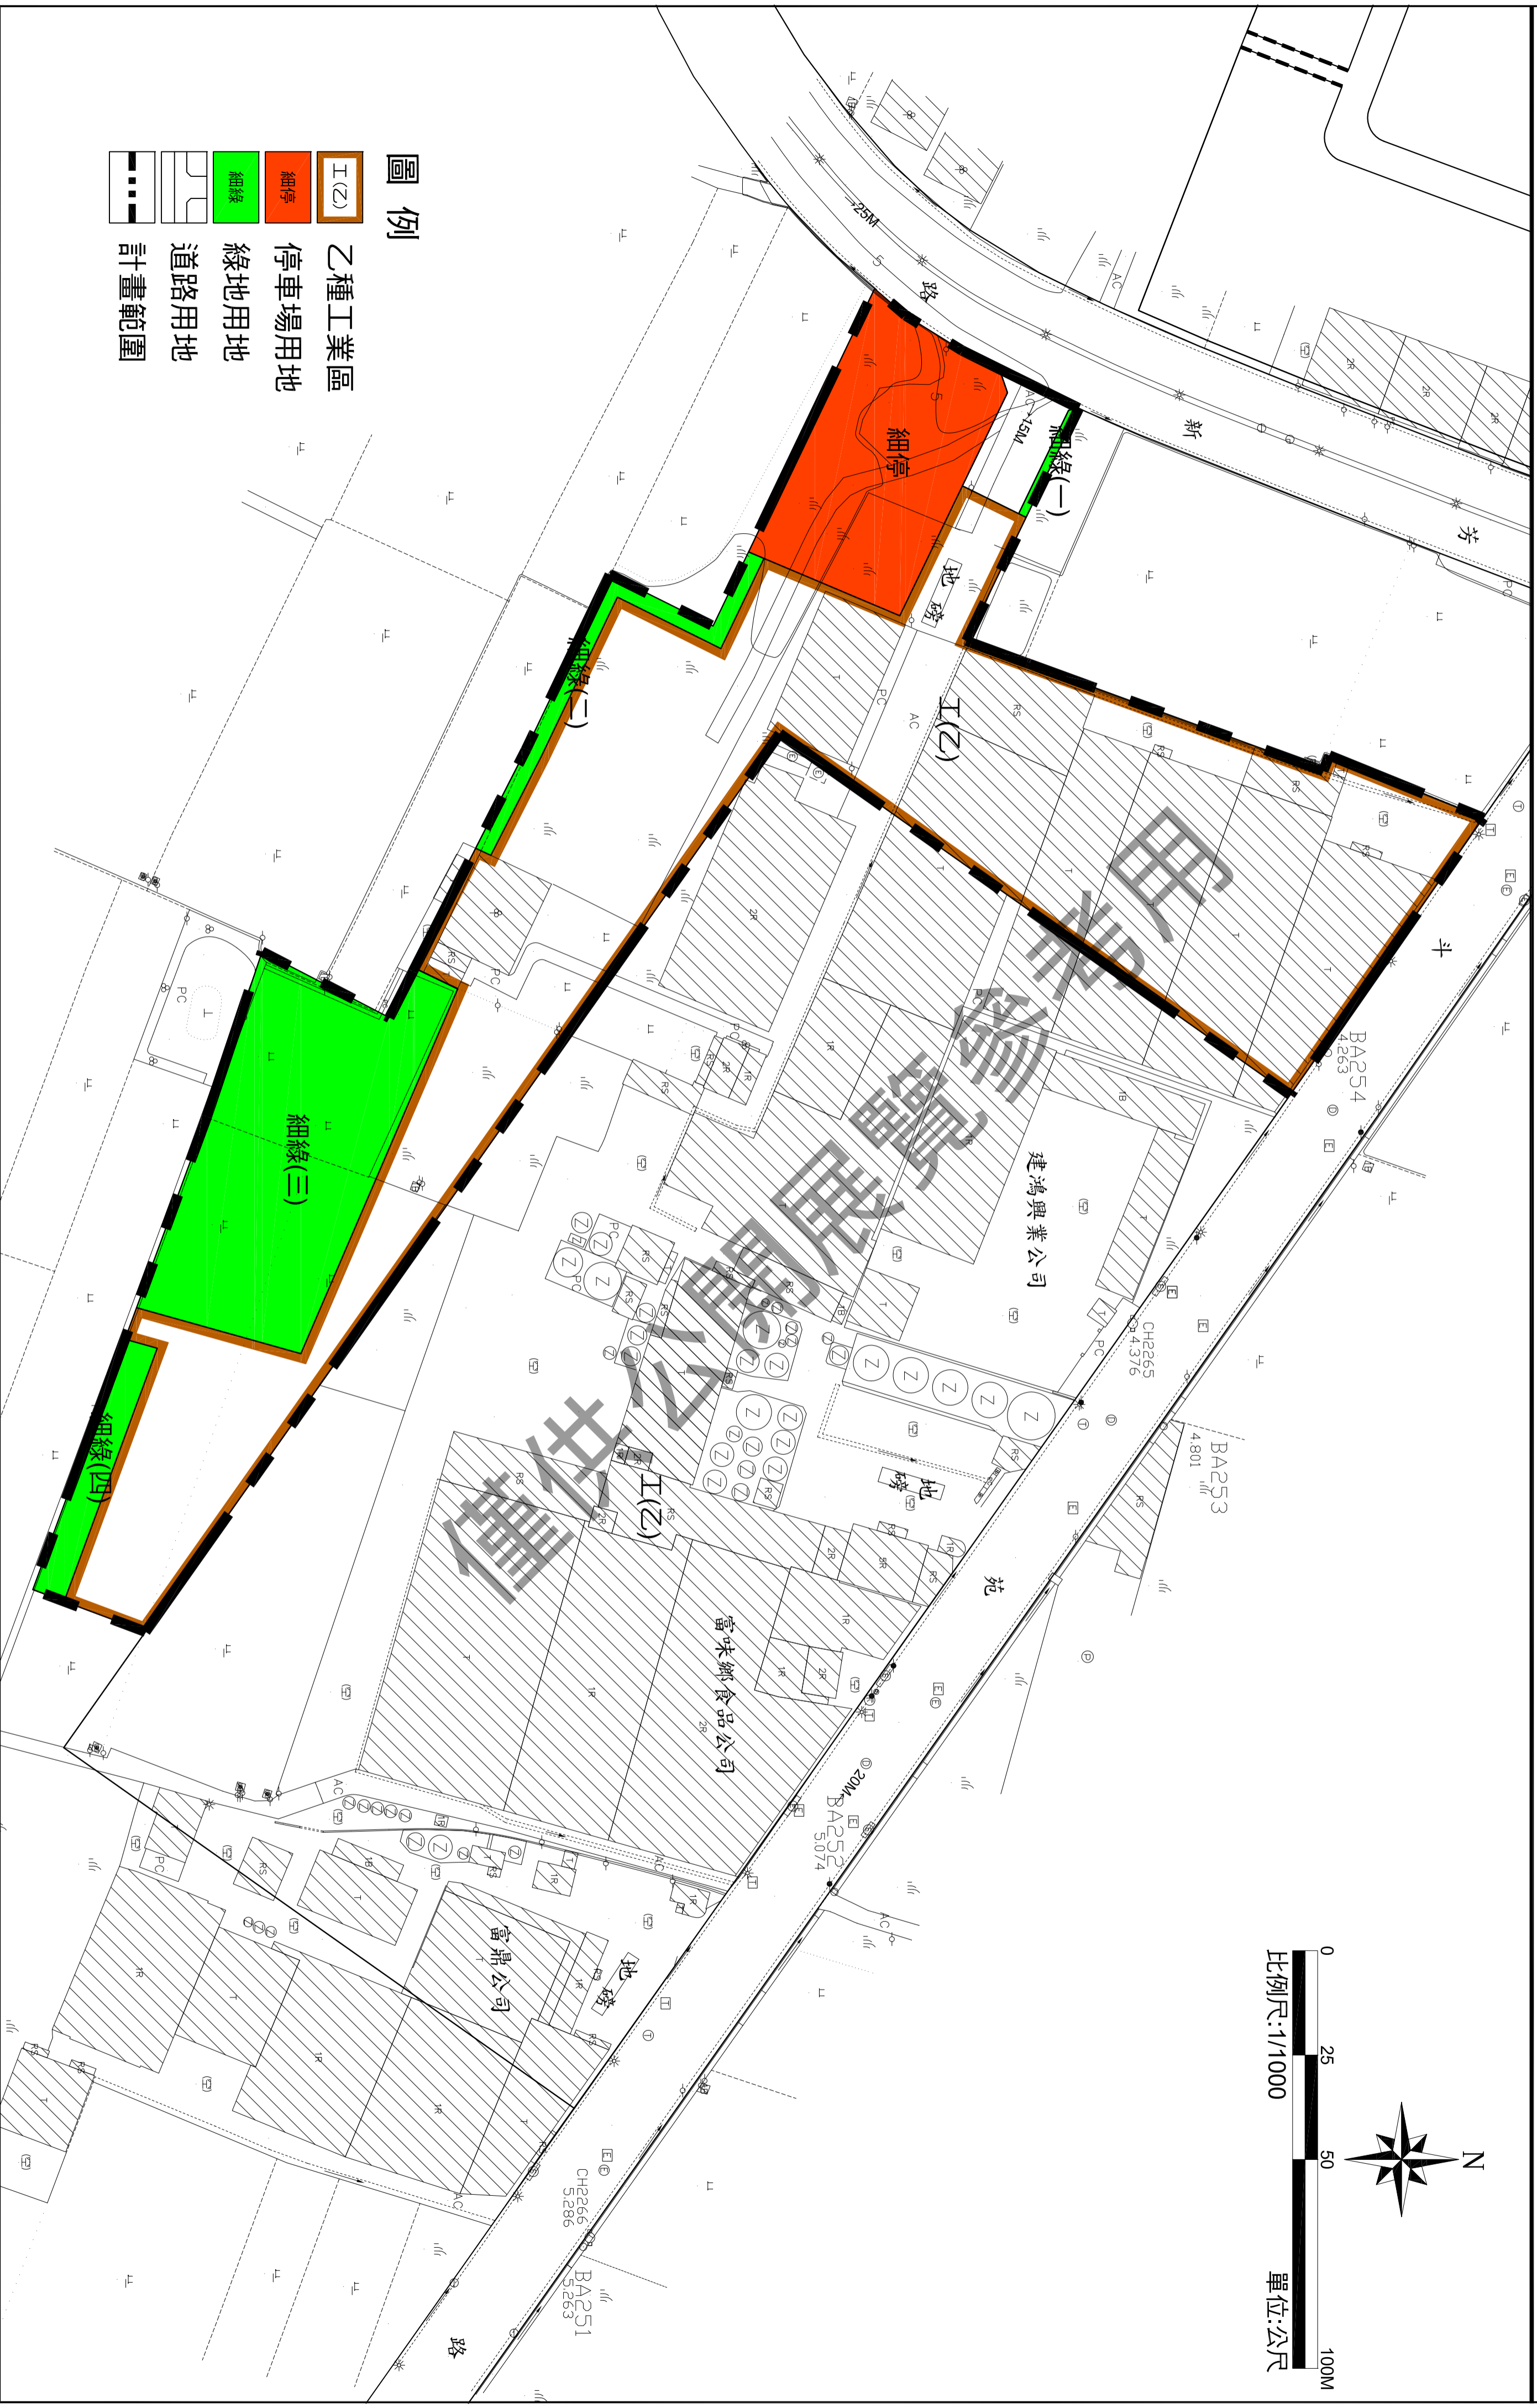 圖例
工(乙) 乙種工業區
細停 停車場用地
細綠 綠地用地
道路用地
計畫範圍
N
0 25 50 100M
比例尺:1/1000
單位:公尺
僅供公開展覽參考用
細停
細綠(一)
細綠(二)
細綠(三)
細綠(四)
工(乙)
工(乙)
地磅
地磅
地磅
建鴻興業公司
富味鄉食品公司
富鼎公司
芳
新
路
斗
苑
路
25M
15M
20M
BA254
4.263
CH2265
4.376
BA253
4.801
BA252
5.074
CH2266
5.286
BA251
5.263